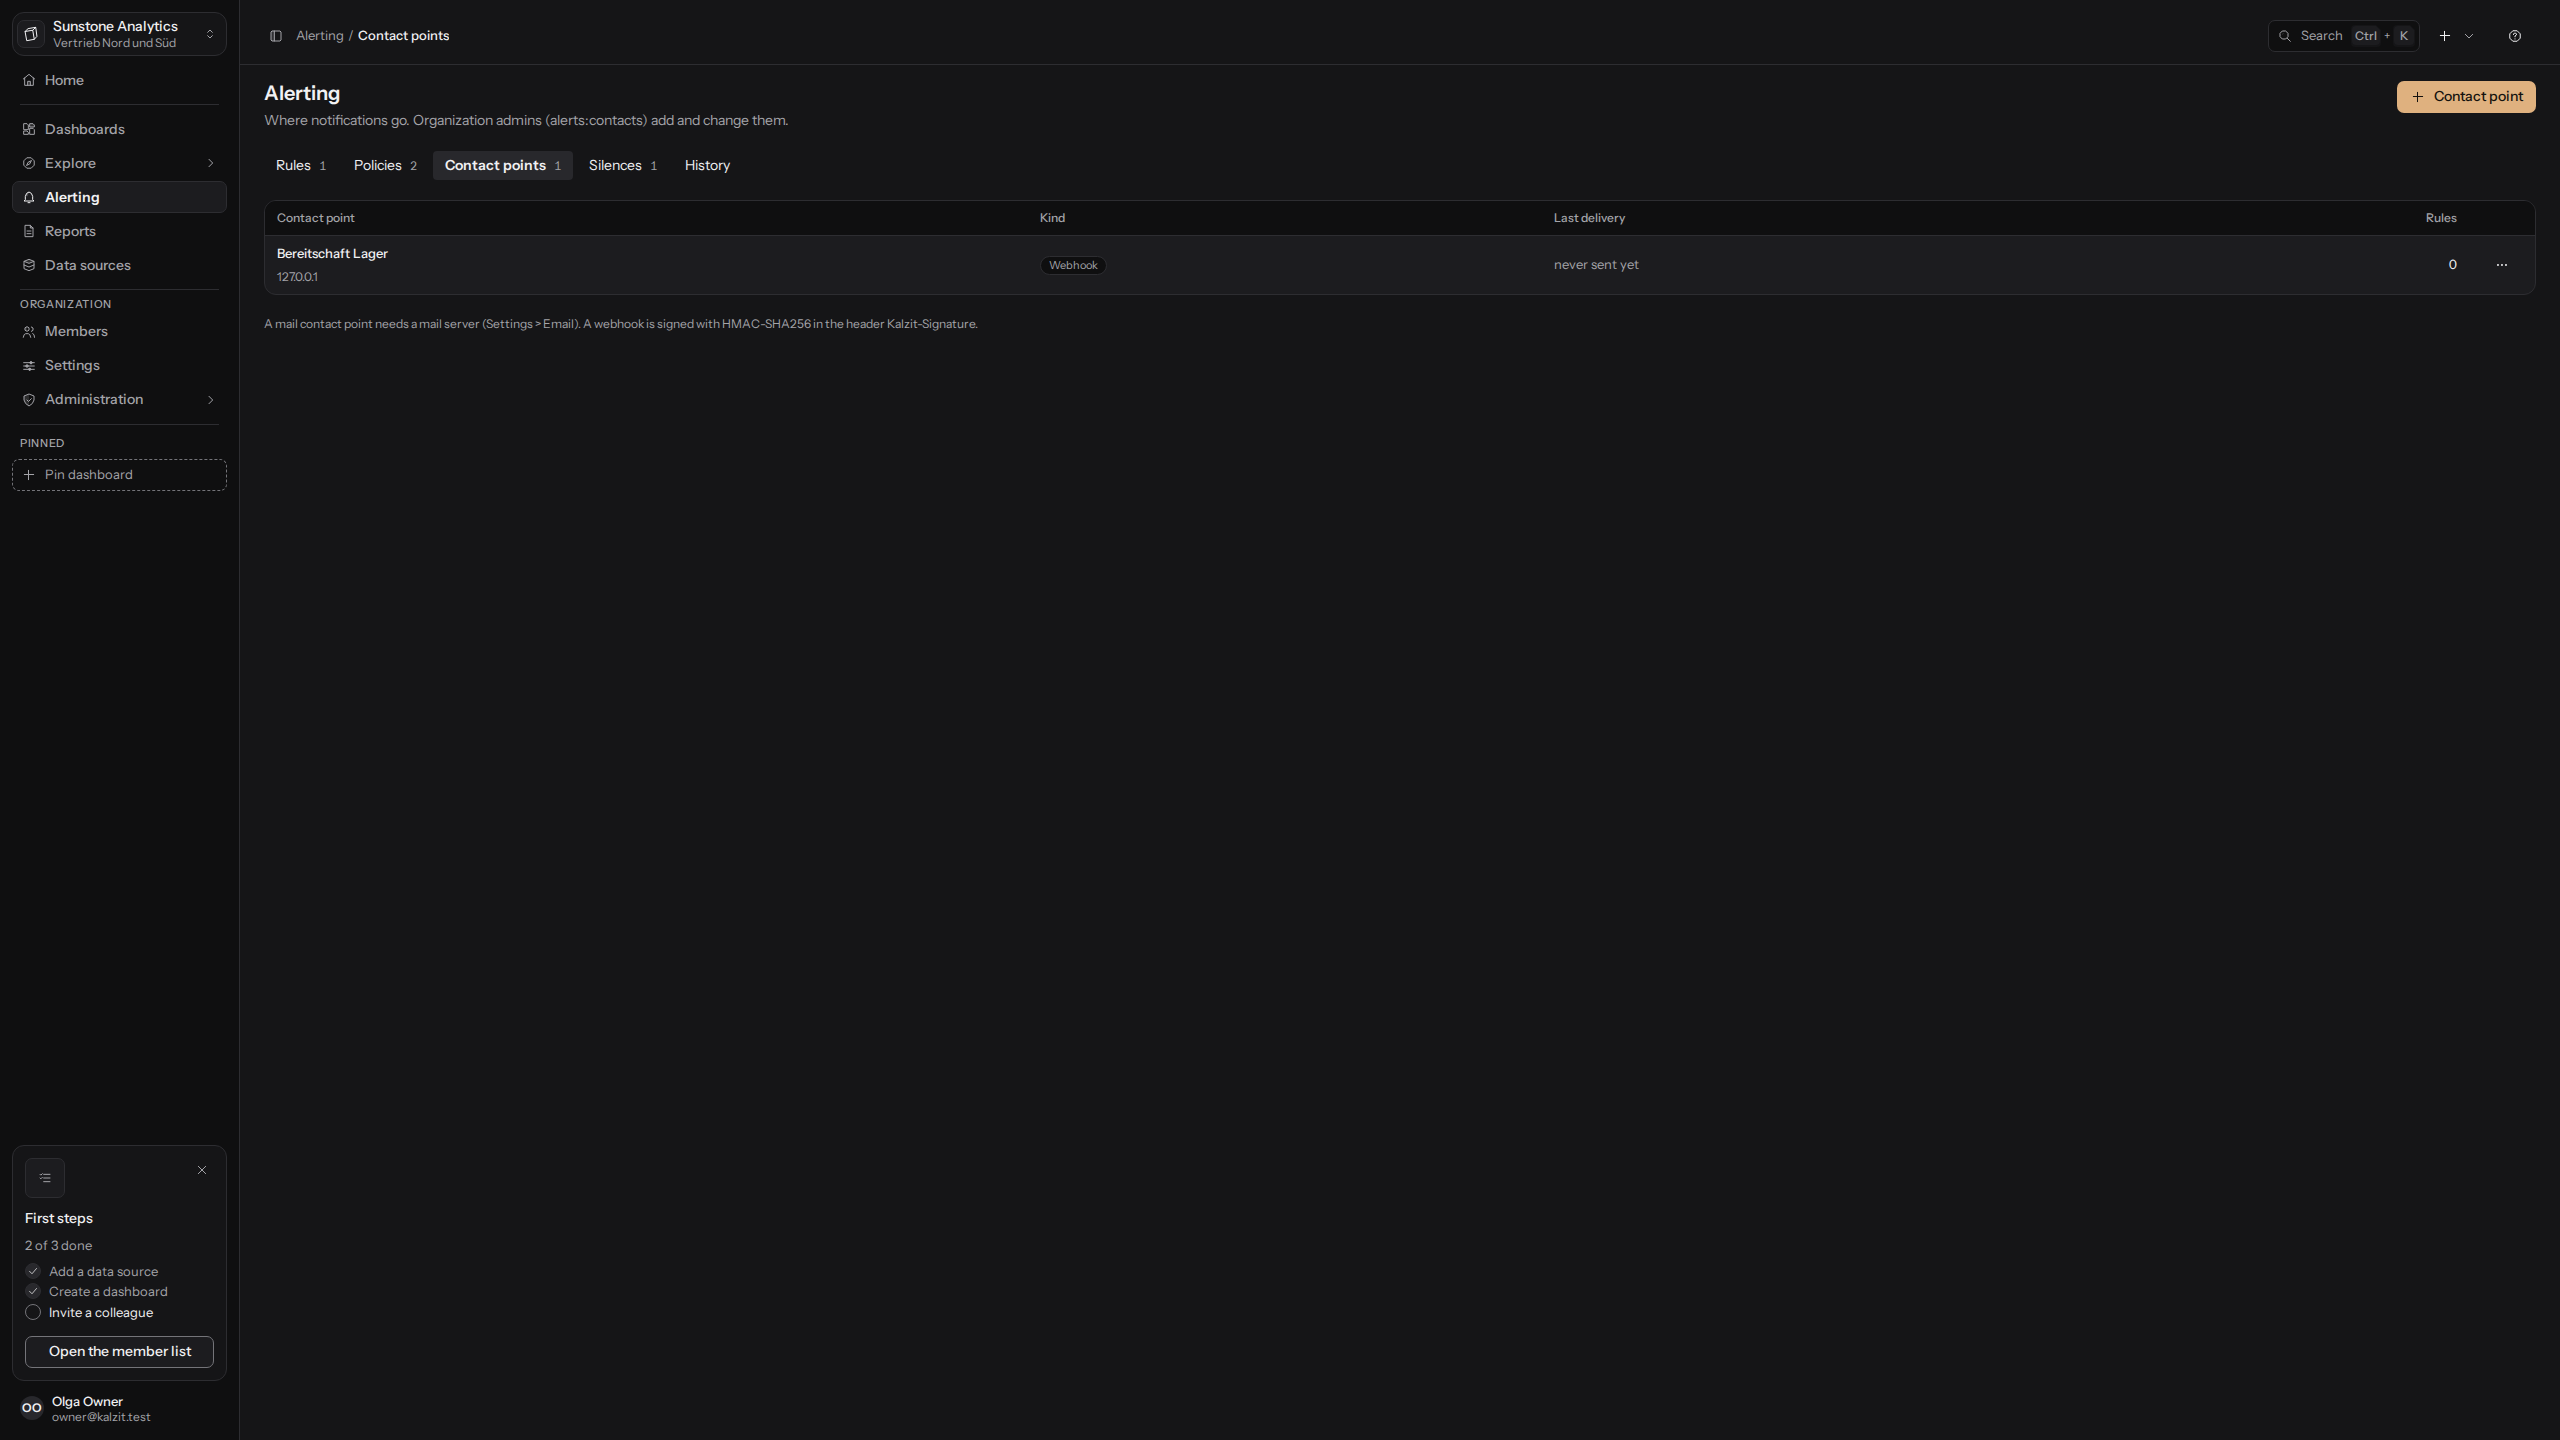 Sunstone Analytics
Vertrieb Nord und Süd
Home
Dashboards
Explore
Alerting
Reports
Data sources
ORGANIZATION
Members
Settings
Administration
PINNED
Pin dashboard
First steps
2 of 3 done
Add a data source
Create a dashboard
Invite a colleague
Open the member list
OO
Olga Owner
owner@kalzit.test
Alerting / Contact points
Search Ctrl + K
Alerting
Where notifications go. Organization admins (alerts:contacts) add and change them.
Contact point
Rules 1 Policies 2 Contact points 1 Silences 1 History
Contact point Kind Last delivery Rules
Bereitschaft Lager
127.0.0.1
Webhook
never sent yet
0
A mail contact point needs a mail server (Settings > Email). A webhook is signed with HMAC-SHA256 in the header Kalzit-Signature.